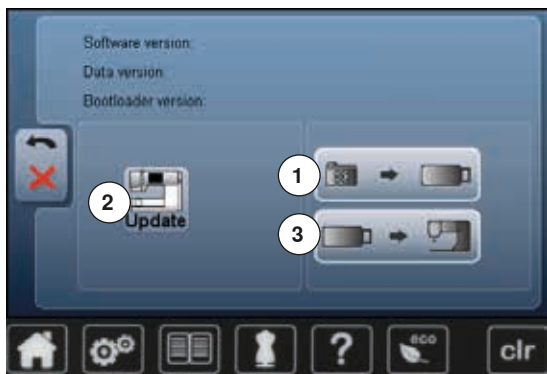 Software version:
Data version:
Bootloader version:
1
2
Update
3
?
eco
clr